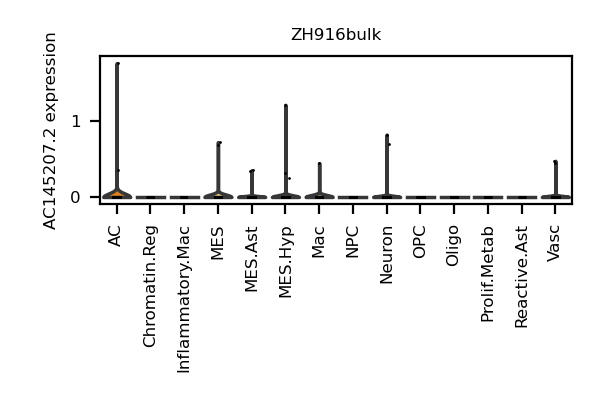 ZH916bulk
AC145207.2 expression
1
0
AC
Chromatin.Reg
Inflammatory.Mac
MES
MES.Ast
MES.Hyp
Mac
NPC
Neuron
OPC
Oligo
Prolif.Metab
Reactive.Ast
Vasc